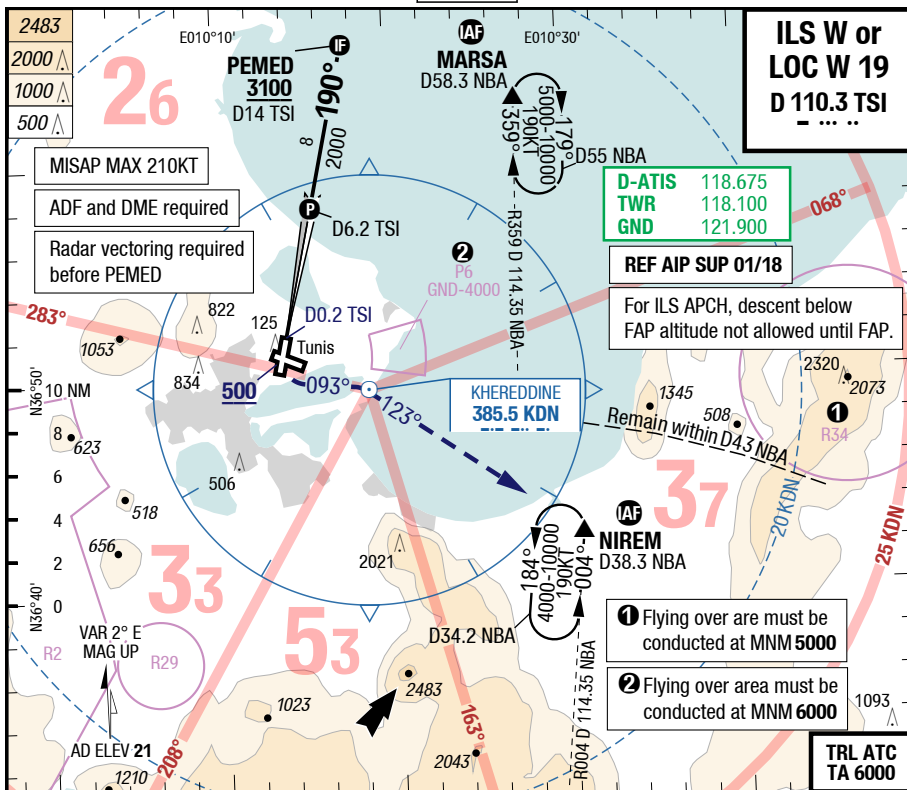 2483
2000
1000
500
E010°10'
E010°30'
IF
PEMED
3100
D14 TSI
190°
8
2000
IAF
MARSA
D58.3 NBA
359°
5000-10000
190KT
179°
D55 NBA
R359 D 114.35 NBA
ILS W or
LOC W 19
D 110.3 TSI
26
MISAP MAX 210KT
ADF and DME required
Radar vectoring required
before PEMED
P
D6.2 TSI
D-ATIS 118.675
TWR 118.100
GND 121.900
068°
REF AIP SUP 01/18
For ILS APCH, descent below
FAP altitude not allowed until FAP.
2
P6
GND-4000
283°
822
125
D0.2 TSI
1053
Tunis
834
500
093°
123°
KHEREDDINE
385.5 KDN
2320
2073
1
R34
1345
508
Remain within D43 NBA
N36°50'
10 NM
8
6
4
2
0
623
506
518
656
37
20 KDN
25 KDN
IAF
NIREM
D38.3 NBA
184°
4000-10000
190KT
004°
D34.2 NBA
R004 D 114.35 NBA
2021
33
53
N36°40'
VAR 2° E
MAG UP
R2
R29
1 Flying over are must be
conducted at MNM 5000
2 Flying over area must be
conducted at MNM 6000
2483
1023
1093
AD ELEV 21
208°
163°
2043
1210
TRL ATC
TA 6000